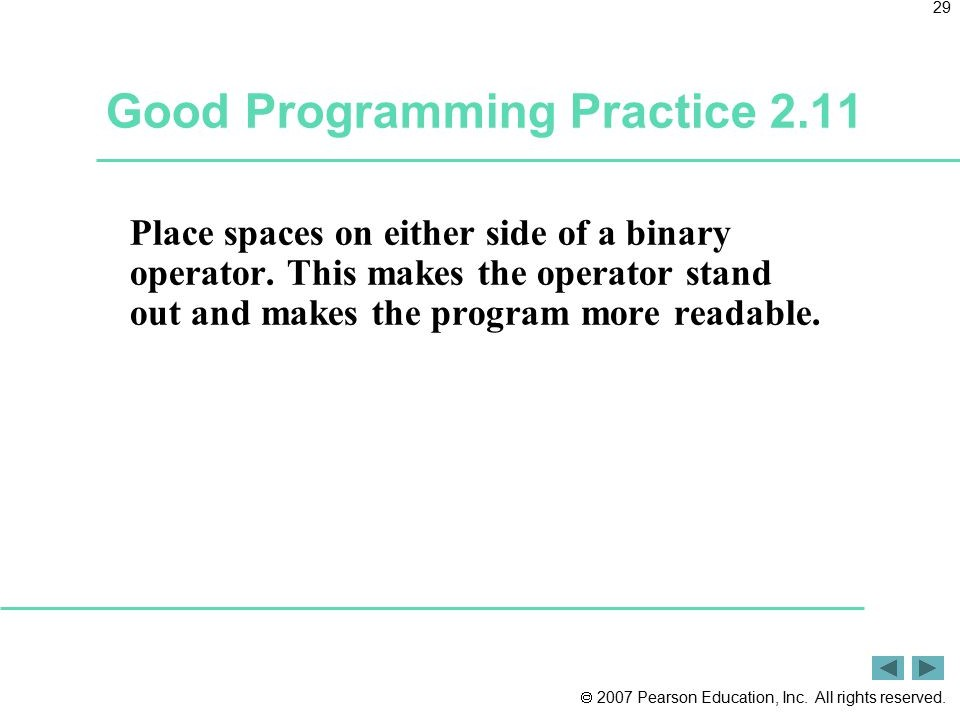 29
Good Programming Practice 2.11
Place spaces on either side of a binary
operator. This makes the operator stand
out and makes the program more readable.
© 2007 Pearson Education, Inc. All rights reserved.